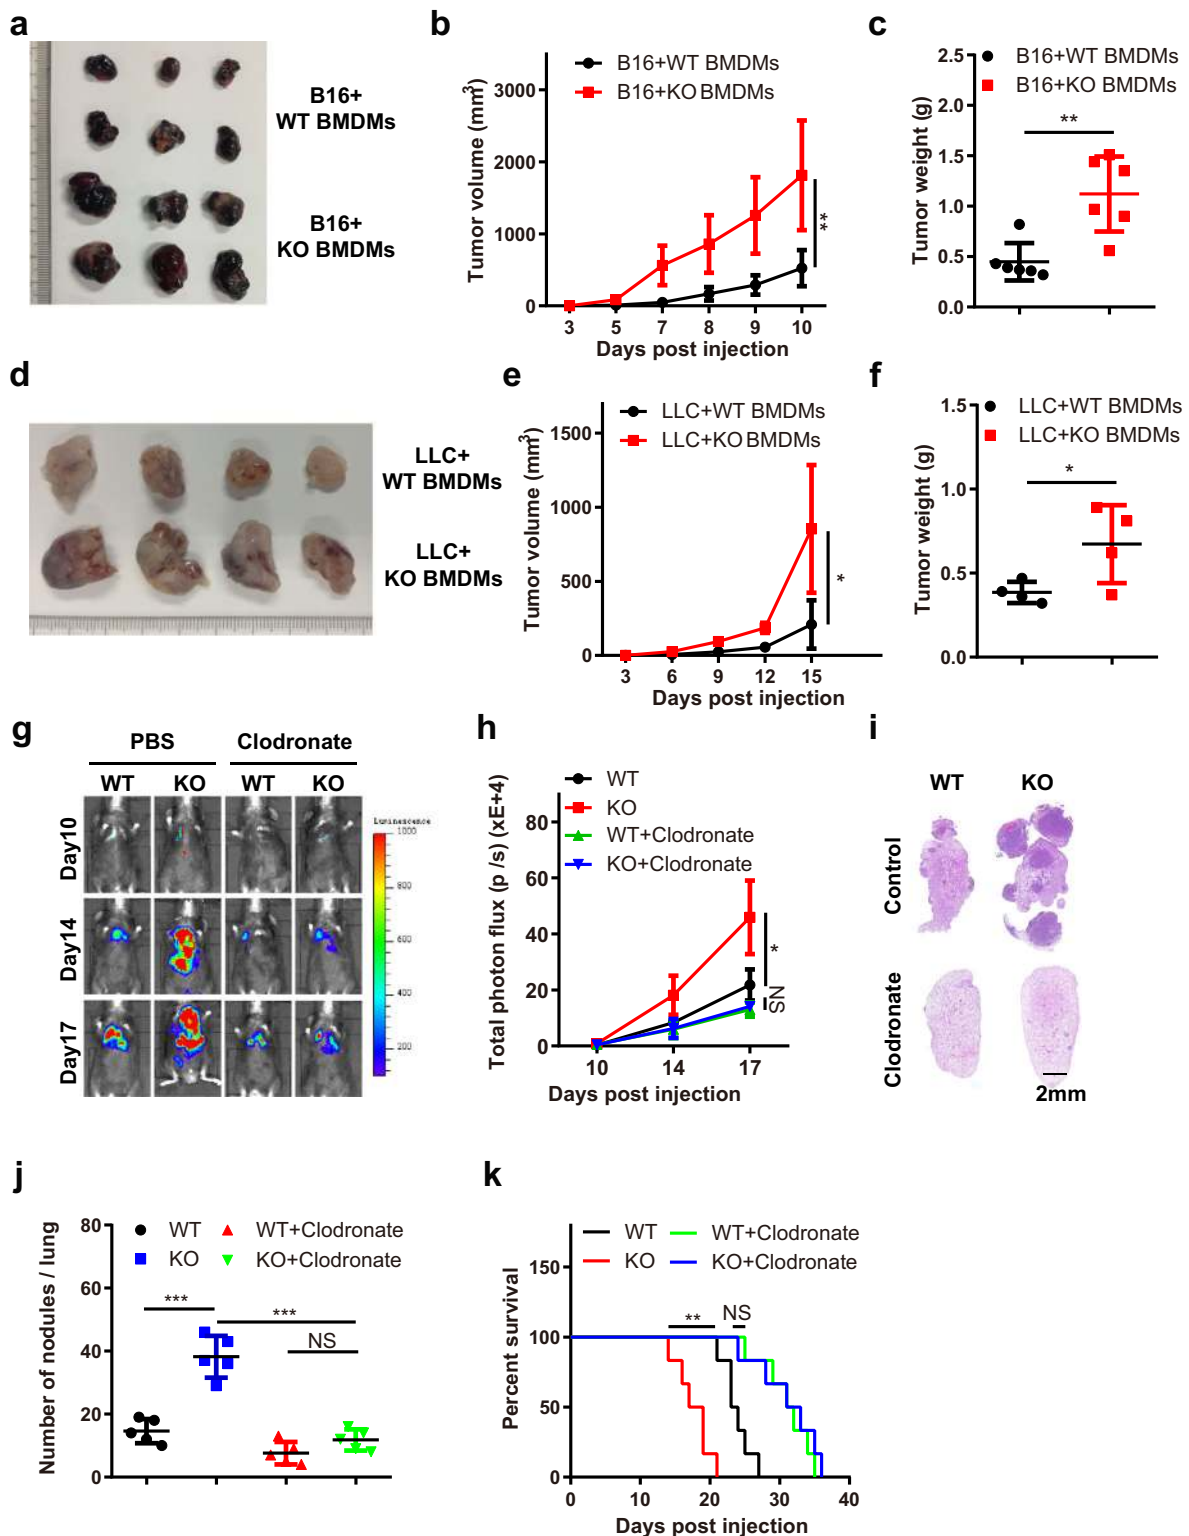 a
B16+
WT BMDMs
B16+
KO BMDMs
b
B16+WT BMDMs
B16+KO BMDMs
Tumor volume (mm³)
3000
2000
1000
0
3 5 7 8 9 10
Days post injection
**
c
2.5
2.0
1.5
1.0
0.5
0.0
Tumor weight (g)
B16+WT BMDMs
B16+KO BMDMs
**
d
LLC+
WT BMDMs
LLC+
KO BMDMs
e
LLC+WT BMDMs
LLC+KO BMDMs
Tumor volume (mm³)
1500
1000
500
0
3 6 9 12 15
Days post injection
*
f
1.5
1.0
0.5
0.0
Tumor weight (g)
LLC+WT BMDMs
LLC+KO BMDMs
*
g
PBS Clodronate
WT KO WT KO
Day10
Day14
Day17
Luminescence
1000
800
600
400
200
h
WT
KO
WT+Clodronate
KO+Clodronate
Total photon flux (p /s) (xE+4)
80
60
40
20
0
10 14 17
Days post injection
*
NS
i
WT KO
Control
Clodronate
2mm
j
WT WT+Clodronate
KO KO+Clodronate
Number of nodules / lung
80
60
40
20
0
***
***
NS
k
WT WT+Clodronate
KO KO+Clodronate
Percent survival
150
100
50
0
** NS
0 10 20 30 40
Days post injection